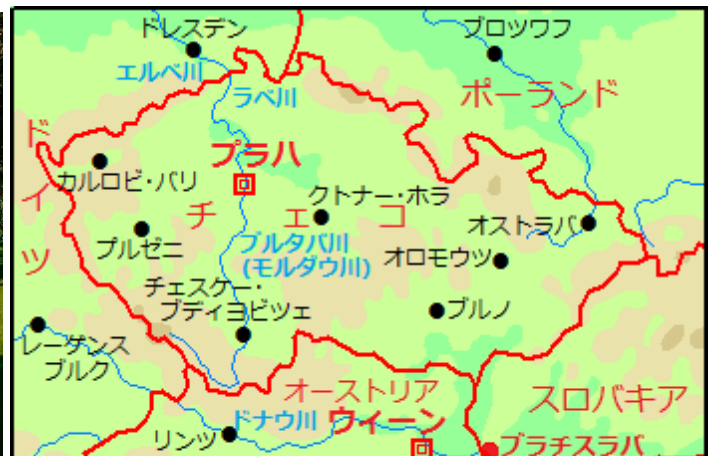 ドレスデン
ブロツワフ
エルベ川
ラベ川
ポーランド
ドイツ
プラハ
カルロビ・バリ
クトナー・ホラ
チェコ
オストラバ
プルゼニ
ブルタバ川
(モルダウ川)
オロモウツ
チェスケー・
ブディヨビツェ
ブルノ
レーゲンス
ブルク
オーストリア
スロバキア
ドナウ川
ウィーン
リンツ
ブラチスラバ